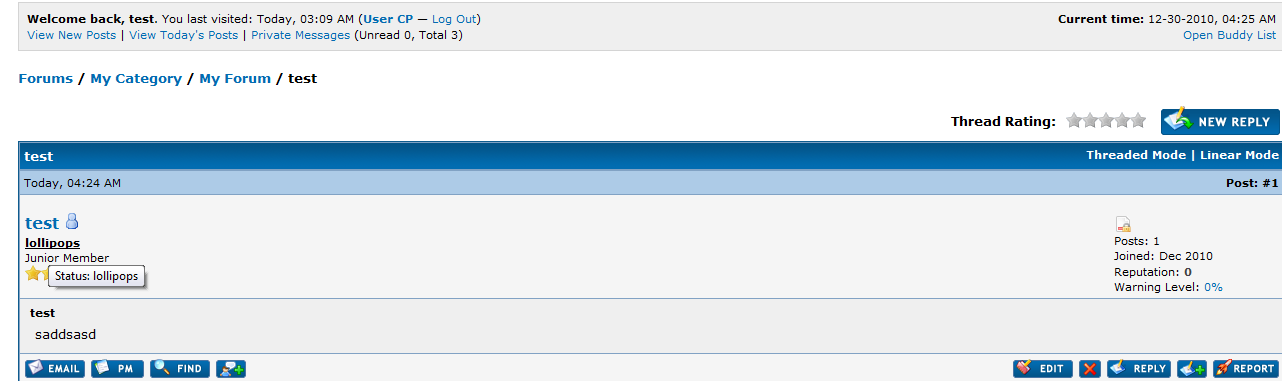 Welcome back, test. You last visited: Today, 03:09 AM (User CP — Log Out)
Current time: 12-30-2010, 04:25 AM
View New Posts | View Today's Posts | Private Messages (Unread 0, Total 3)
Open Buddy List
Forums / My Category / My Forum / test
Thread Rating:
NEW REPLY
test
Threaded Mode | Linear Mode
Today, 04:24 AM
Post: #1
test
lollipops
Junior Member
Status: lollipops
Posts: 1
Joined: Dec 2010
Reputation: 0
Warning Level: 0%
test
saddsasd
EMAIL PM FIND
EDIT REPLY REPORT